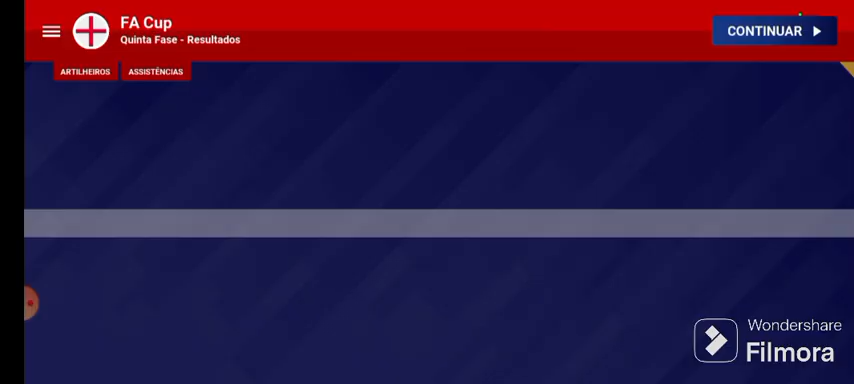 FA Cup
Quinta Fase - Resultados
CONTINUAR
ARTILHEIROS ASSISTÊNCIAS
Wondershare
Filmora